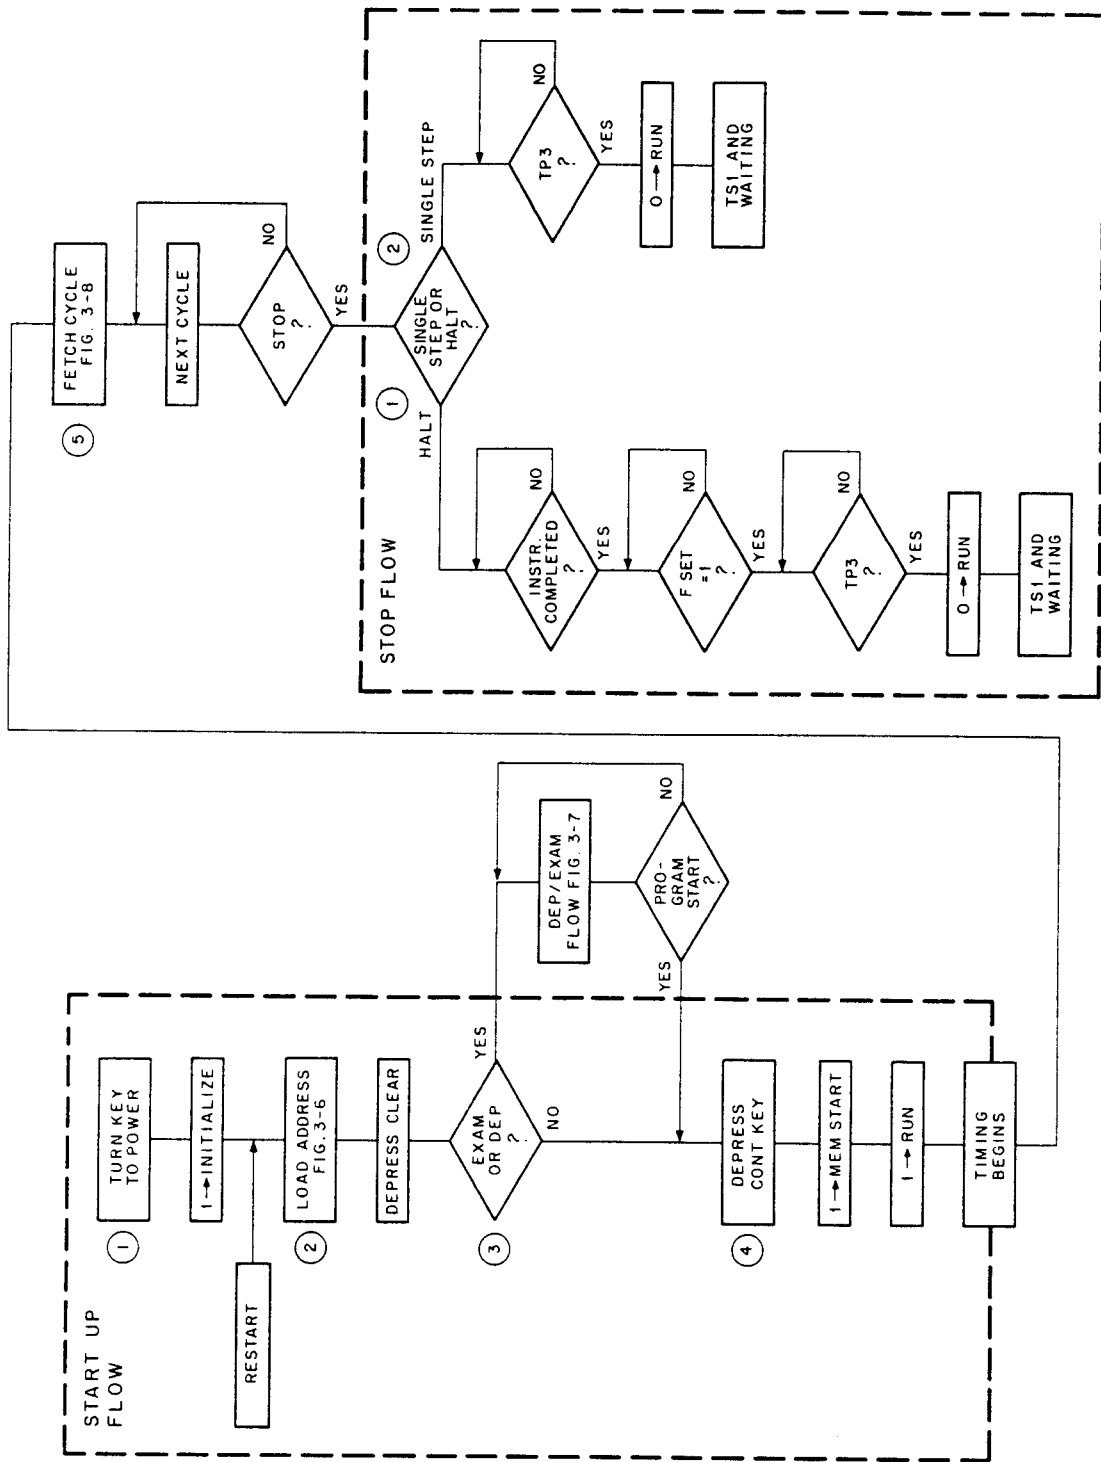 START UP
FLOW
1
TURN KEY
TO POWER
1→INITIALIZE
RESTART
2
LOAD ADDRESS
FIG. 3-6
DEPRESS CLEAR
3
EXAM
OR DEP
?
YES
NO
DEP/EXAM
FLOW FIG. 3-7
PRO-
GRAM
START
?
NO
YES
4
DEPRESS
CONT KEY
1→MEM START
1→RUN
TIMING
BEGINS
5
FETCH CYCLE
FIG. 3-8
NEXT CYCLE
STOP
?
NO
YES
STOP FLOW
1
2
SINGLE
STEP OR
HALT
?
HALT
SINGLE STEP
INSTR.
COMPLETED
?
NO
YES
F SET
=1
?
NO
YES
TP3
?
NO
YES
0→RUN
TS1 AND
WAITING
TP3
?
NO
YES
0→RUN
TS1 AND
WAITING